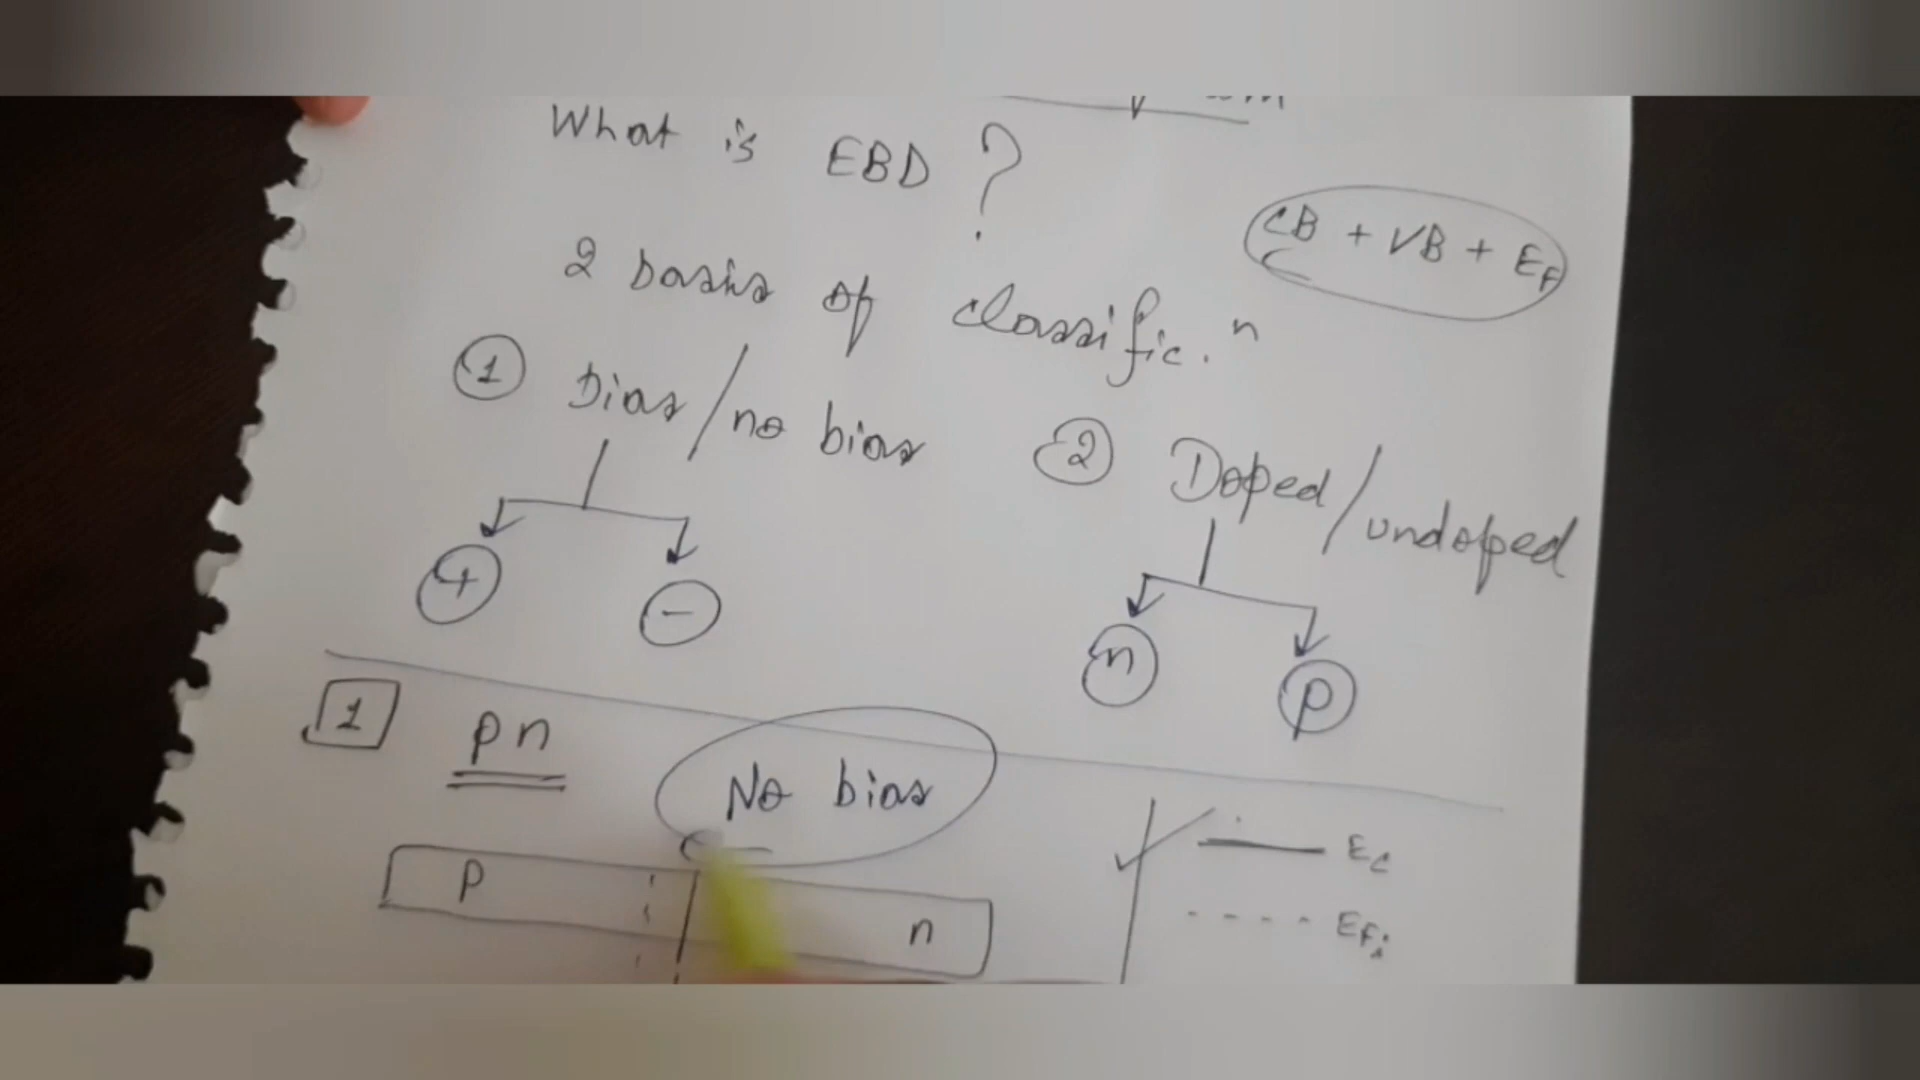 What is EBD ?
CB + VB + EF
2 basis of classific.n
1 Bias / no bias
2 Doped / undoped
+ -
n p
1 pn No bias
p n
Ec
EFi